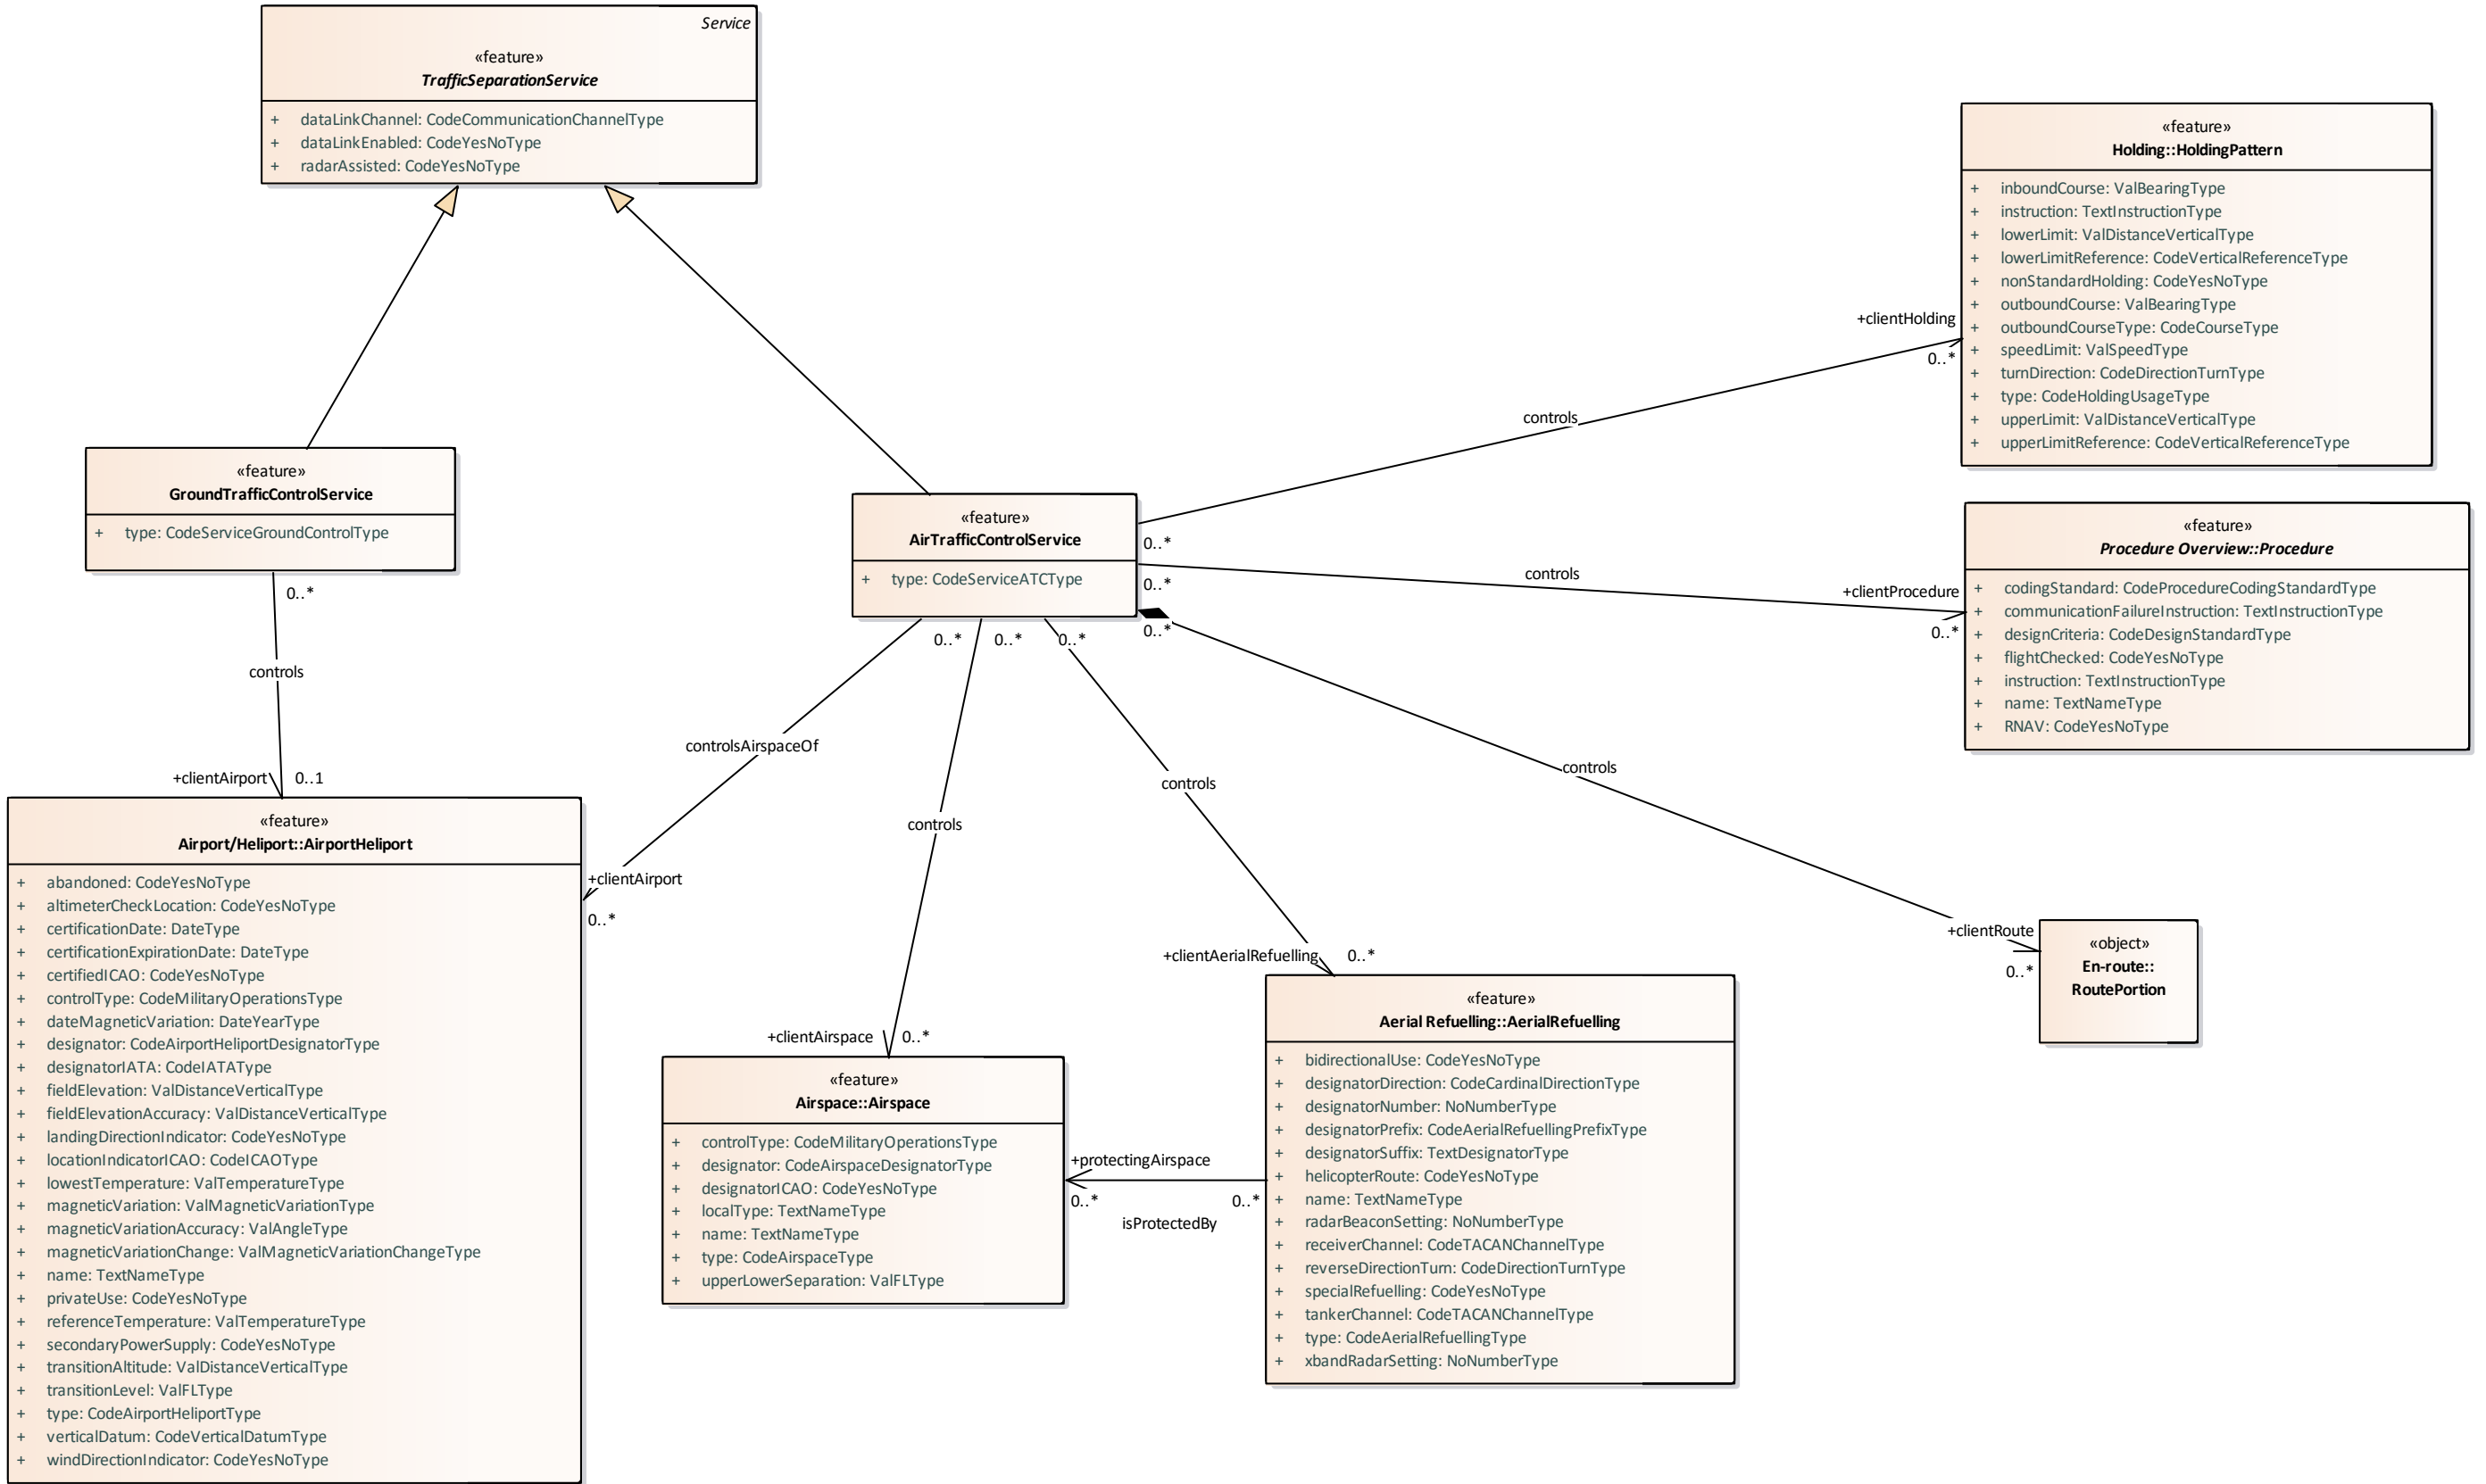 Service
«feature»
TrafficSeparationService
+ dataLinkChannel: CodeCommunicationChannelType
+ dataLinkEnabled: CodeYesNoType
+ radarAssisted: CodeYesNoType
«feature»
Holding::HoldingPattern
+ inboundCourse: ValBearingType
+ instruction: TextInstructionType
+ lowerLimit: ValDistanceVerticalType
+ lowerLimitReference: CodeVerticalReferenceType
+ nonStandardHolding: CodeYesNoType
+ outboundCourse: ValBearingType
+ outboundCourseType: CodeCourseType
+ speedLimit: ValSpeedType
+ turnDirection: CodeDirectionTurnType
+ type: CodeHoldingUsageType
+ upperLimit: ValDistanceVerticalType
+ upperLimitReference: CodeVerticalReferenceType
+clientHolding
0..*
controls
«feature»
GroundTrafficControlService
+ type: CodeServiceGroundControlType
0..*
controls
+clientAirport
0..1
«feature»
AirTrafficControlService
+ type: CodeServiceATCType
0..*
0..*
0..*
0..*
0..*
0..*
controls
+clientProcedure
0..*
«feature»
Procedure Overview::Procedure
+ codingStandard: CodeProcedureCodingStandardType
+ communicationFailureInstruction: TextInstructionType
+ designCriteria: CodeDesignStandardType
+ flightChecked: CodeYesNoType
+ instruction: TextInstructionType
+ name: TextNameType
+ RNAV: CodeYesNoType
controlsAirspaceOf
+clientAirport
0..*
controls
+clientAirspace
0..*
controls
+clientAerialRefuelling
0..*
controls
+clientRoute
0..*
«object»
En-route::
RoutePortion
«feature»
Airport/Heliport::AirportHeliport
+ abandoned: CodeYesNoType
+ altimeterCheckLocation: CodeYesNoType
+ certificationDate: DateType
+ certificationExpirationDate: DateType
+ certifiedICAO: CodeYesNoType
+ controlType: CodeMilitaryOperationsType
+ dateMagneticVariation: DateYearType
+ designator: CodeAirportHeliportDesignatorType
+ designatorIATA: CodeIATAType
+ fieldElevation: ValDistanceVerticalType
+ fieldElevationAccuracy: ValDistanceVerticalType
+ landingDirectionIndicator: CodeYesNoType
+ locationIndicatorICAO: CodeICAOType
+ lowestTemperature: ValTemperatureType
+ magneticVariation: ValMagneticVariationType
+ magneticVariationAccuracy: ValAngleType
+ magneticVariationChange: ValMagneticVariationChangeType
+ name: TextNameType
+ privateUse: CodeYesNoType
+ referenceTemperature: ValTemperatureType
+ secondaryPowerSupply: CodeYesNoType
+ transitionAltitude: ValDistanceVerticalType
+ transitionLevel: ValFLType
+ type: CodeAirportHeliportType
+ verticalDatum: CodeVerticalDatumType
+ windDirectionIndicator: CodeYesNoType
«feature»
Airspace::Airspace
+ controlType: CodeMilitaryOperationsType
+ designator: CodeAirspaceDesignatorType
+ designatorICAO: CodeYesNoType
+ localType: TextNameType
+ name: TextNameType
+ type: CodeAirspaceType
+ upperLowerSeparation: ValFLType
+protectingAirspace
0..*
0..*
isProtectedBy
«feature»
Aerial Refuelling::AerialRefuelling
+ bidirectionalUse: CodeYesNoType
+ designatorDirection: CodeCardinalDirectionType
+ designatorNumber: NoNumberType
+ designatorPrefix: CodeAerialRefuellingPrefixType
+ designatorSuffix: TextDesignatorType
+ helicopterRoute: CodeYesNoType
+ name: TextNameType
+ radarBeaconSetting: NoNumberType
+ receiverChannel: CodeTACANChannelType
+ reverseDirectionTurn: CodeDirectionTurnType
+ specialRefuelling: CodeYesNoType
+ tankerChannel: CodeTACANChannelType
+ type: CodeAerialRefuellingType
+ xbandRadarSetting: NoNumberType